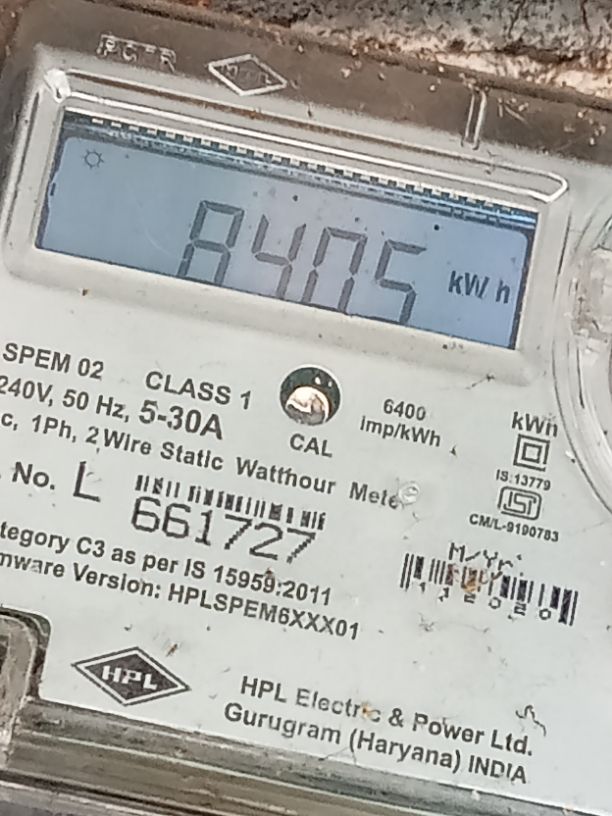 8405 kW h
SPEM 02 CLASS 1
240V, 50 Hz, 5-30A
CAL
6400
imp/kWh
kWh
c, 1Ph, 2 Wire Static Watthour Mete
IS:13779
ISI
CM/L-9190783
. No. L 661727
M/Yr:
112020
tegory C3 as per IS 15959:2011
mware Version: HPLSPEM6XXX01
HPL
HPL Electric & Power Ltd.
Gurugram (Haryana) INDIA